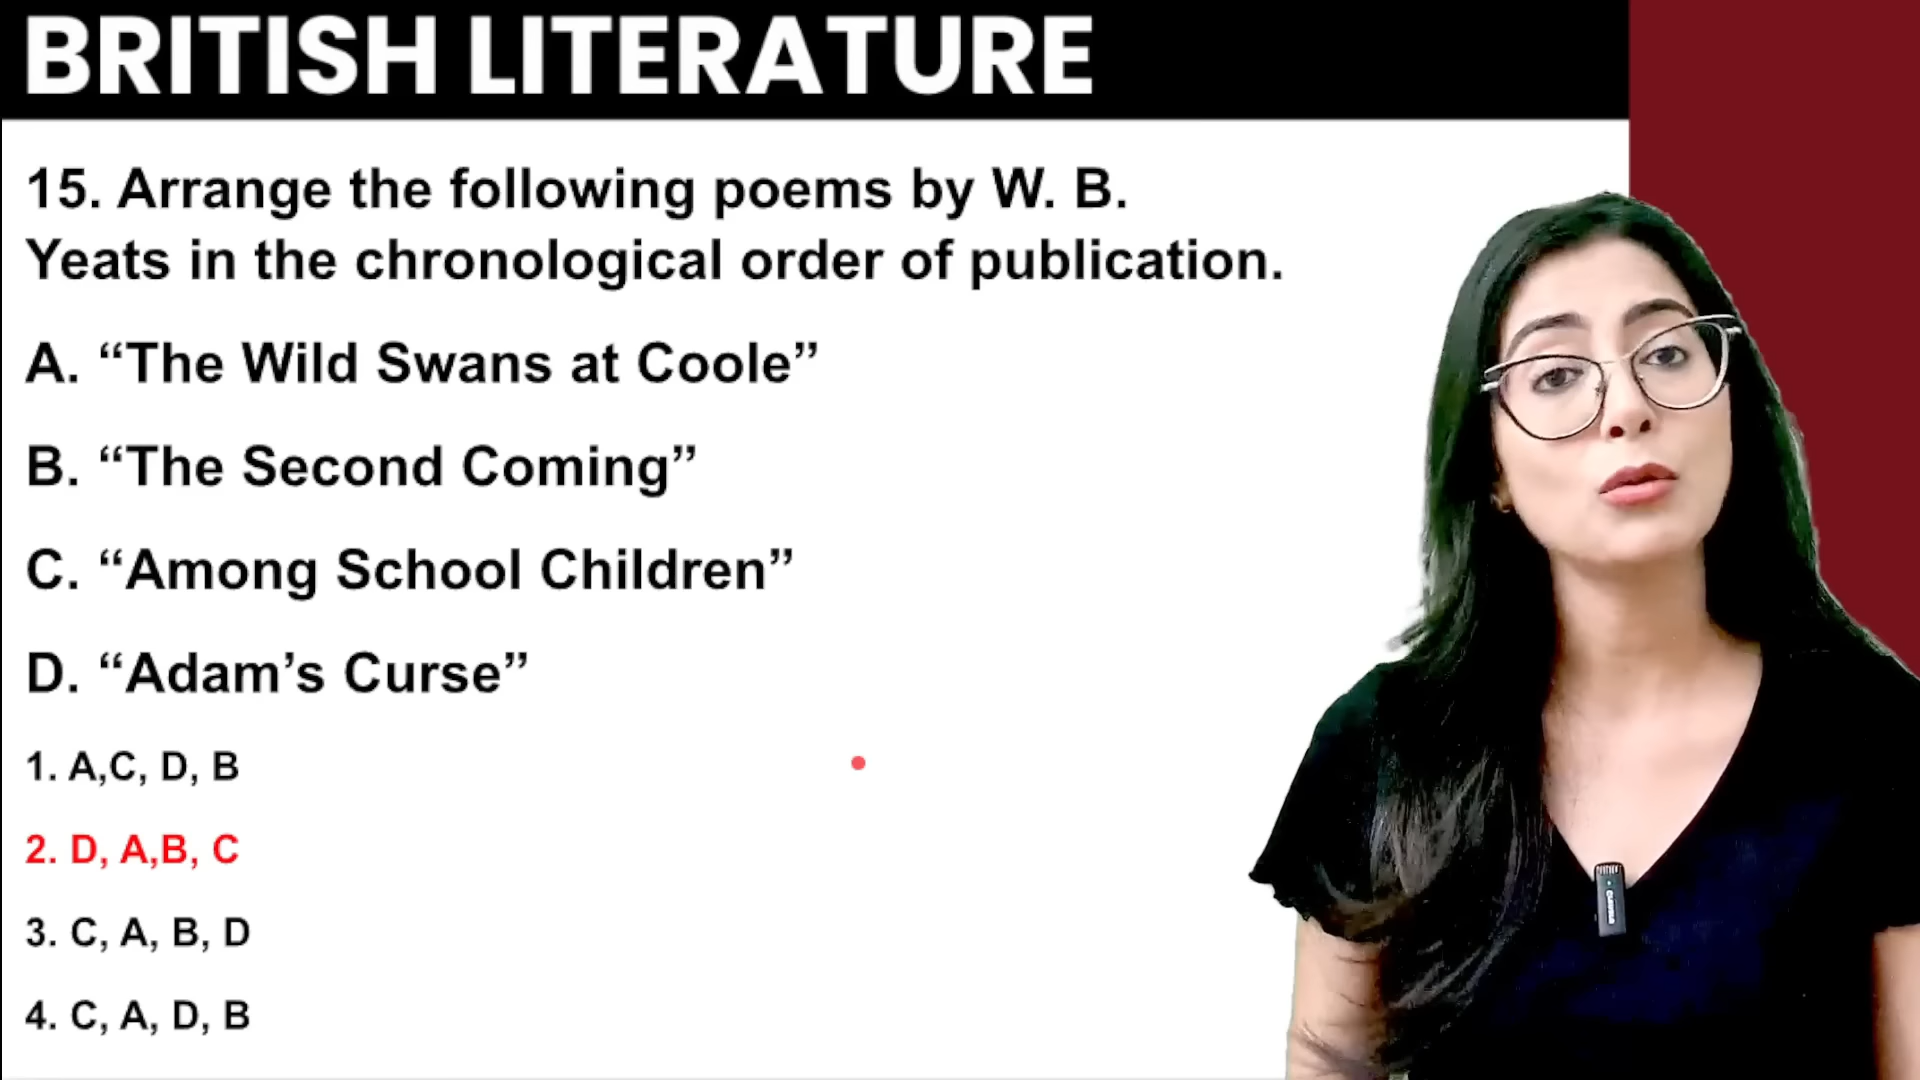 BRITISH LITERATURE
15. Arrange the following poems by W. B.
Yeats in the chronological order of publication.
A. “The Wild Swans at Coole”
B. “The Second Coming”
C. “Among School Children”
D. “Adam’s Curse”
1. A,C, D, B
2. D, A,B, C
3. C, A, B, D
4. C, A, D, B